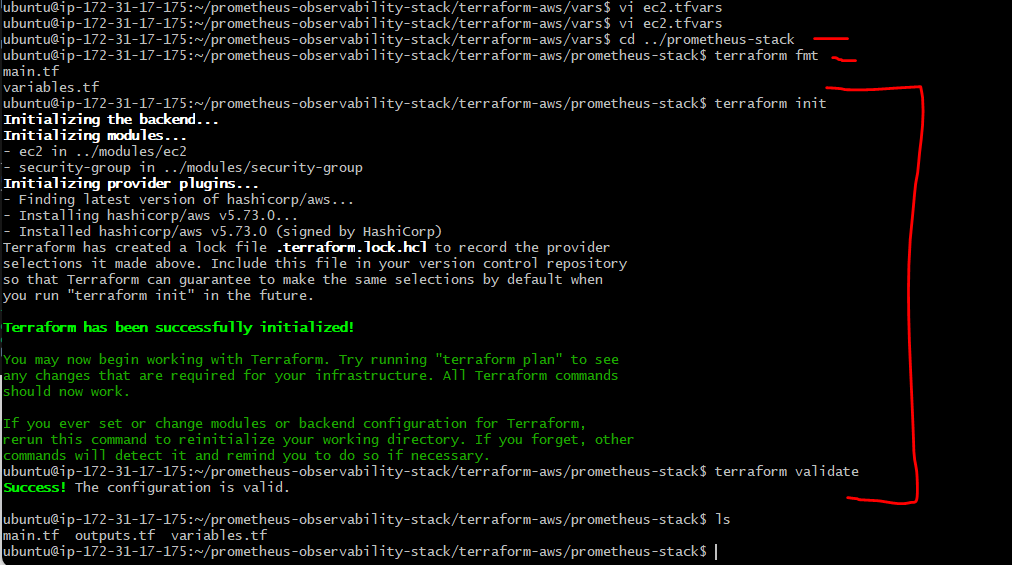 ubuntu@ip-172-31-17-175:~/prometheus-observability-stack/terraform-aws/vars$ vi ec2.tfvars
ubuntu@ip-172-31-17-175:~/prometheus-observability-stack/terraform-aws/vars$ vi ec2.tfvars
ubuntu@ip-172-31-17-175:~/prometheus-observability-stack/terraform-aws/vars$ cd ../prometheus-stack
ubuntu@ip-172-31-17-175:~/prometheus-observability-stack/terraform-aws/prometheus-stack$ terraform fmt
main.tf
variables.tf
ubuntu@ip-172-31-17-175:~/prometheus-observability-stack/terraform-aws/prometheus-stack$ terraform init
Initializing the backend...
Initializing modules...
- ec2 in ../modules/ec2
- security-group in ../modules/security-group
Initializing provider plugins...
- Finding latest version of hashicorp/aws...
- Installing hashicorp/aws v5.73.0...
- Installed hashicorp/aws v5.73.0 (signed by HashiCorp)
Terraform has created a lock file .terraform.lock.hcl to record the provider
selections it made above. Include this file in your version control repository
so that Terraform can guarantee to make the same selections by default when
you run "terraform init" in the future.
Terraform has been successfully initialized!
You may now begin working with Terraform. Try running "terraform plan" to see
any changes that are required for your infrastructure. All Terraform commands
should now work.
If you ever set or change modules or backend configuration for Terraform,
rerun this command to reinitialize your working directory. If you forget, other
commands will detect it and remind you to do so if necessary.
ubuntu@ip-172-31-17-175:~/prometheus-observability-stack/terraform-aws/prometheus-stack$ terraform validate
Success! The configuration is valid.
ubuntu@ip-172-31-17-175:~/prometheus-observability-stack/terraform-aws/prometheus-stack$ ls
main.tf  outputs.tf  variables.tf
ubuntu@ip-172-31-17-175:~/prometheus-observability-stack/terraform-aws/prometheus-stack$